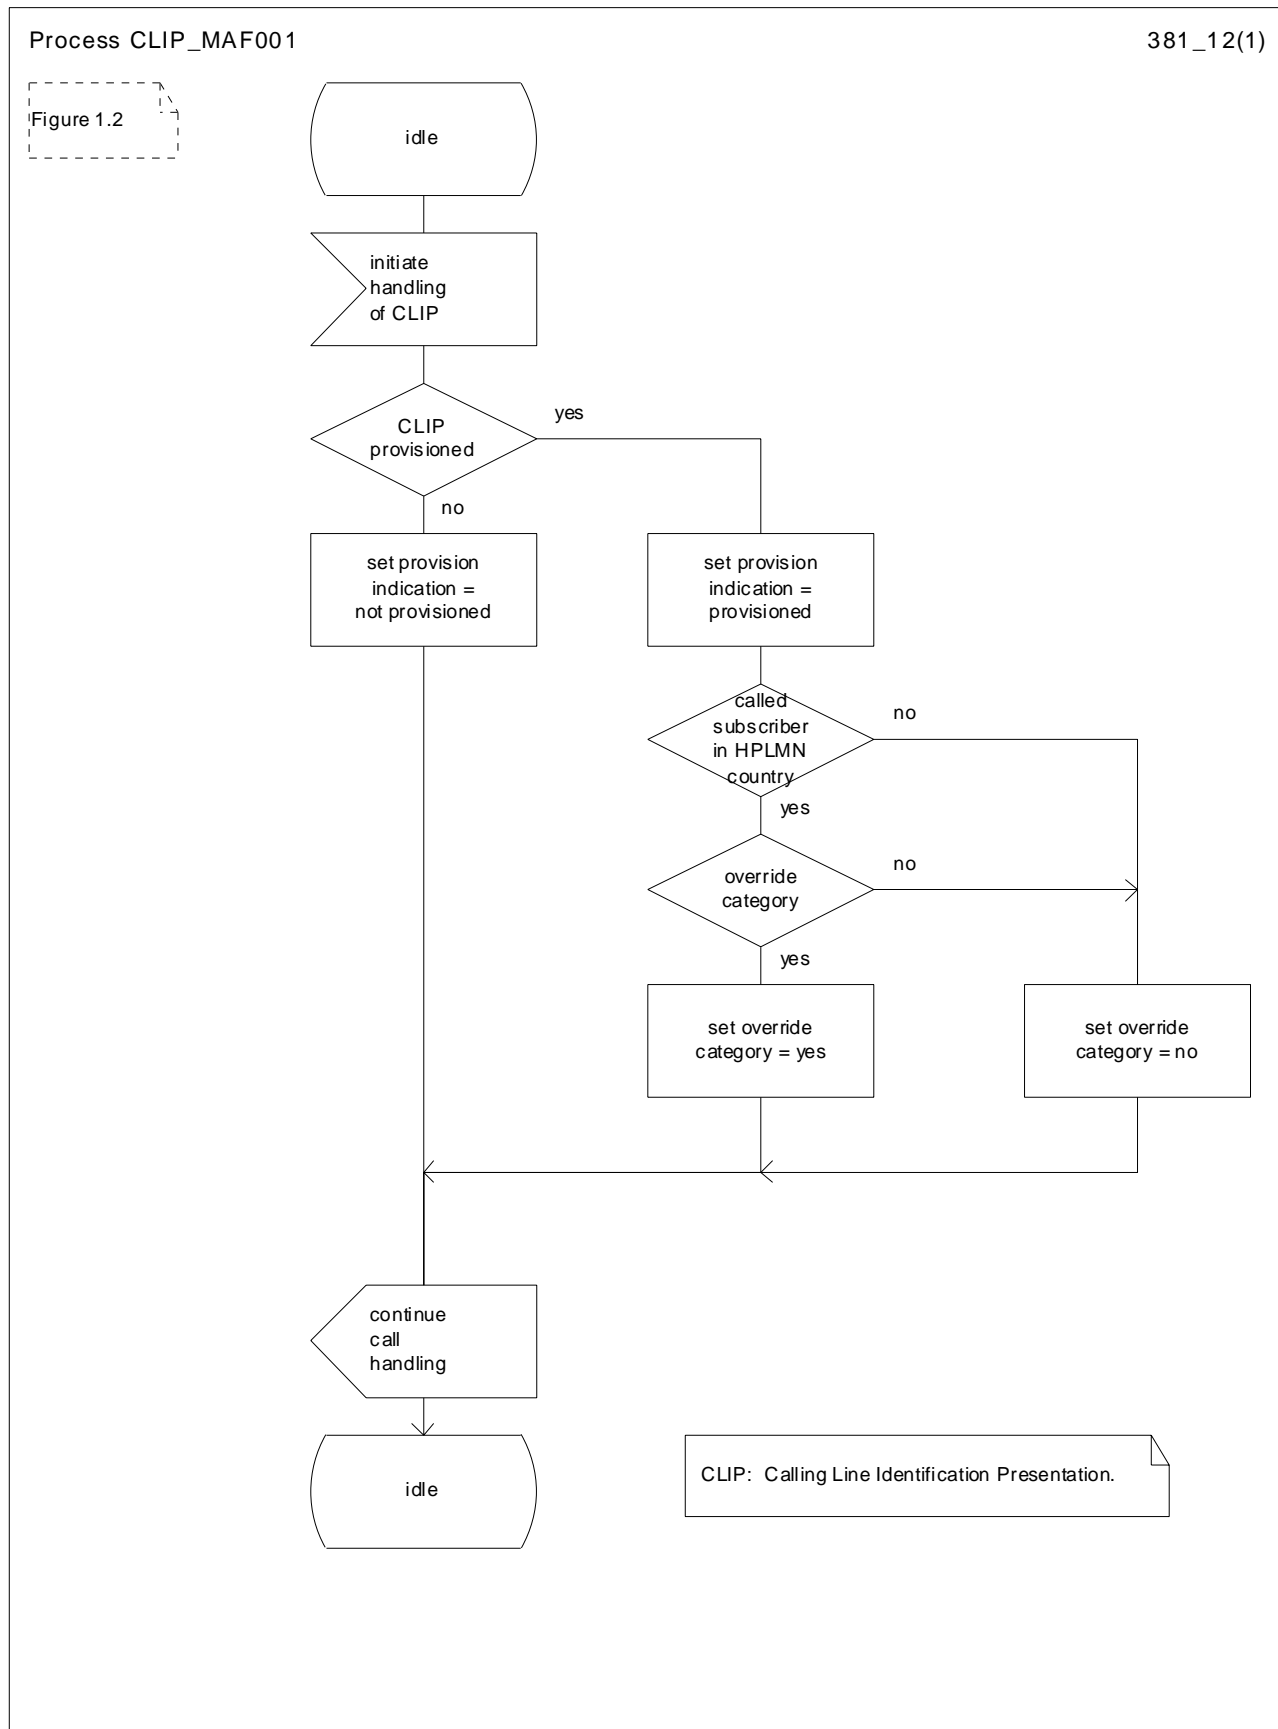 Process CLIP_MAF001
381_12(1)
Figure 1.2
idle
initiate
handling
of CLIP
CLIP
provisioned
yes
no
set provision
indication =
not provisioned
set provision
indication =
provisioned
called
subscriber
in HPLMN
country
no
yes
override
category
no
yes
set override
category = yes
set override
category = no
continue
call
handling
idle
CLIP: Calling Line Identification Presentation.